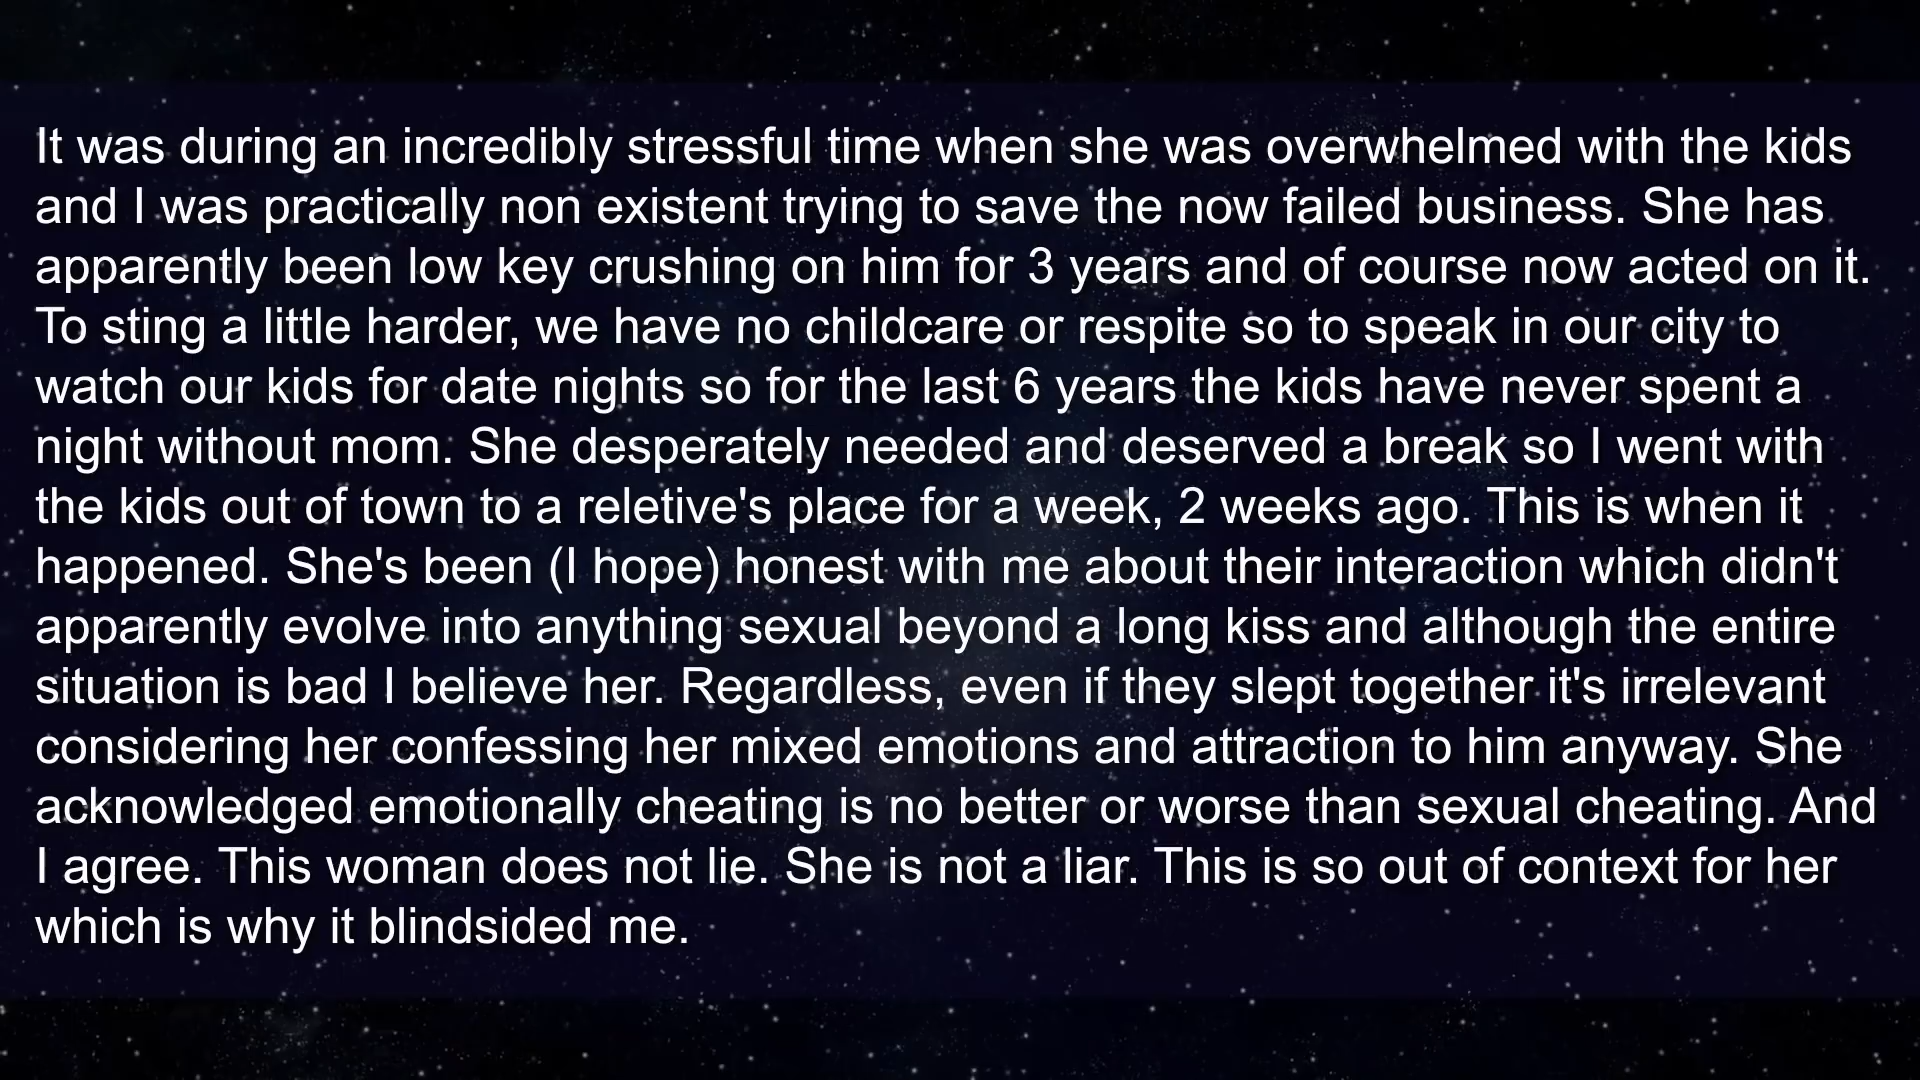 It was during an incredibly stressful time when she was overwhelmed with the kids
and I was practically non existent trying to save the now failed business. She has
apparently been low key crushing on him for 3 years and of course now acted on it.
To sting a little harder, we have no childcare or respite so to speak in our city to
watch our kids for date nights so for the last 6 years the kids have never spent a
night without mom. She desperately needed and deserved a break so I went with
the kids out of town to a reletive's place for a week, 2 weeks ago. This is when it
happened. She's been (I hope) honest with me about their interaction which didn't
apparently evolve into anything sexual beyond a long kiss and although the entire
situation is bad I believe her. Regardless, even if they slept together it's irrelevant
considering her confessing her mixed emotions and attraction to him anyway. She
acknowledged emotionally cheating is no better or worse than sexual cheating. And
I agree. This woman does not lie. She is not a liar. This is so out of context for her
which is why it blindsided me.